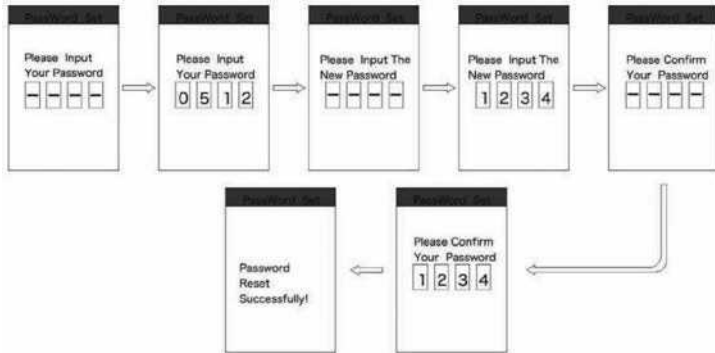 PassWord Set
Please Input
Your Password
– – – –
PassWord Set
Please Input
Your Password
0 5 1 2
PassWord Set
Please Input The
New Password
– – – –
PassWord Set
Please Input The
New Password
1 2 3 4
PassWord Set
Please Confirm
Your Password
– – – –
PassWord Set
Please Confirm
Your Password
1 2 3 4
PassWord Set
Password
Reset
Successfully!